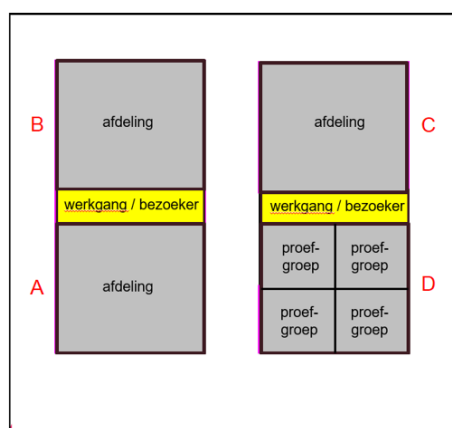 B
afdeling
werkgang / bezoeker
A
afdeling
afdeling
C
werkgang / bezoeker
proef-
groep
proef-
groep
D
proef-
groep
proef-
groep